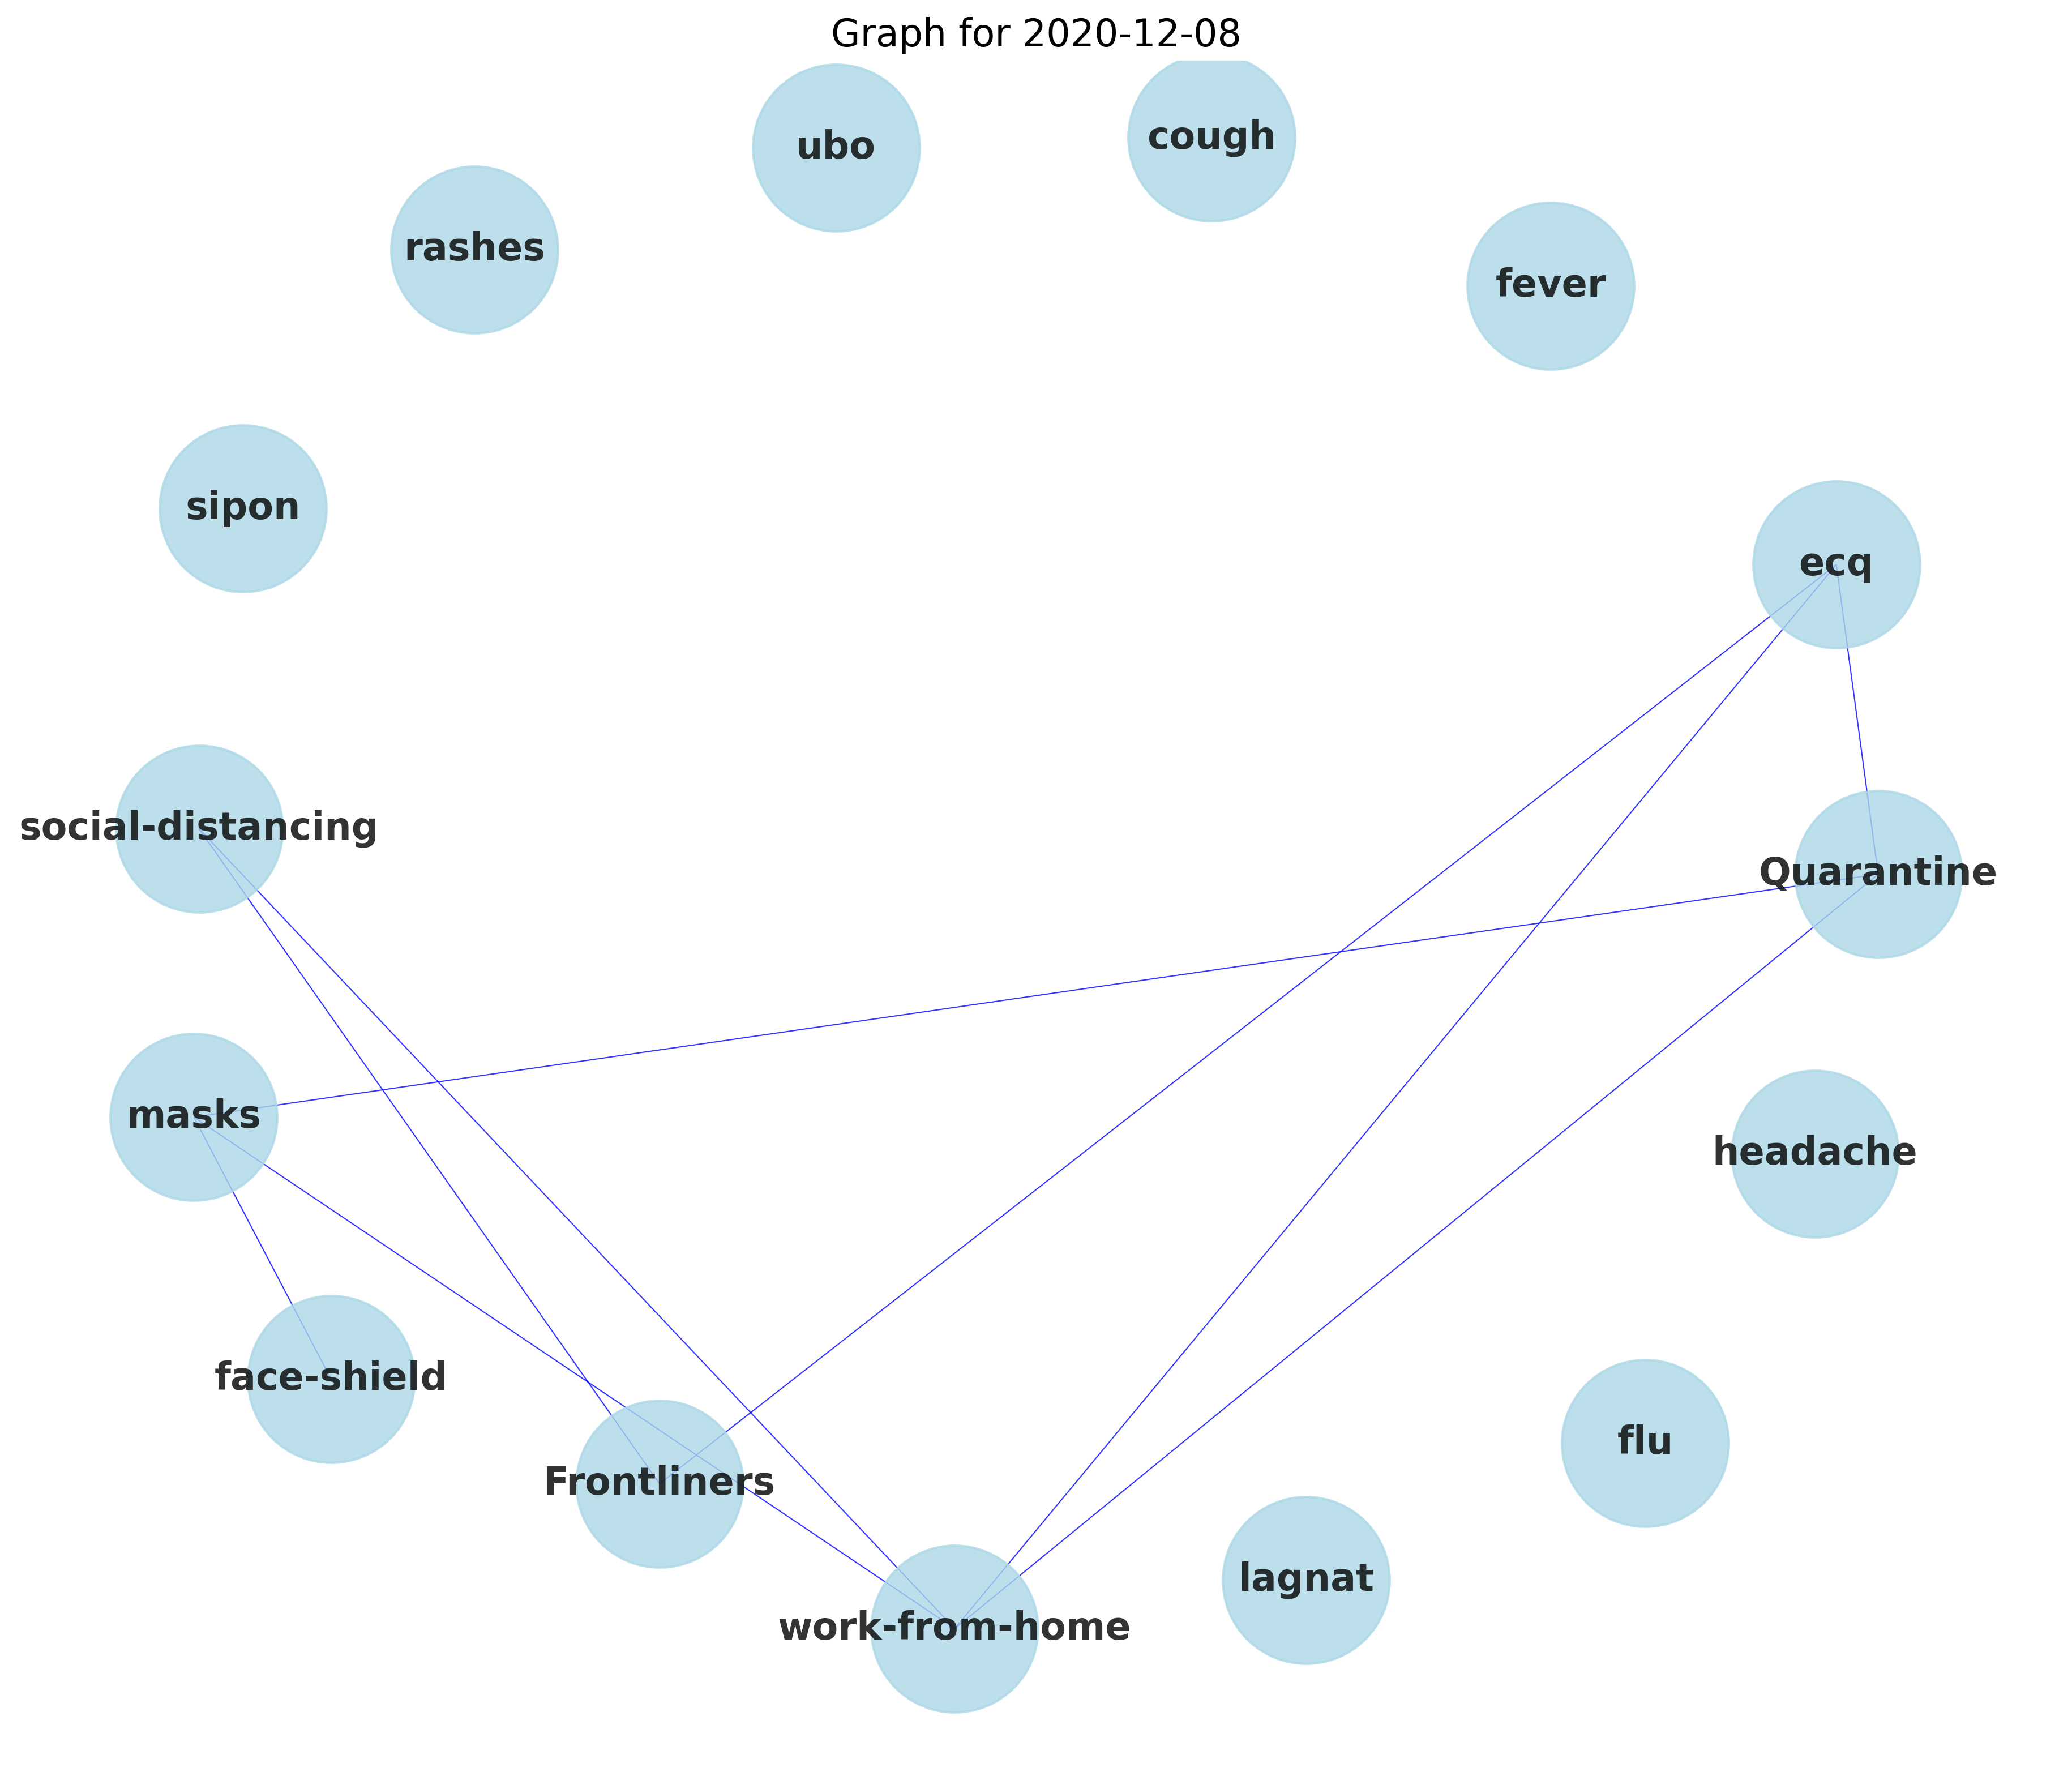 Graph for 2020-12-08
cough
ubo
rashes
fever
sipon
ecq
social-distancing
Quarantine
masks
headache
face-shield
flu
Frontliners
lagnat
work-from-home